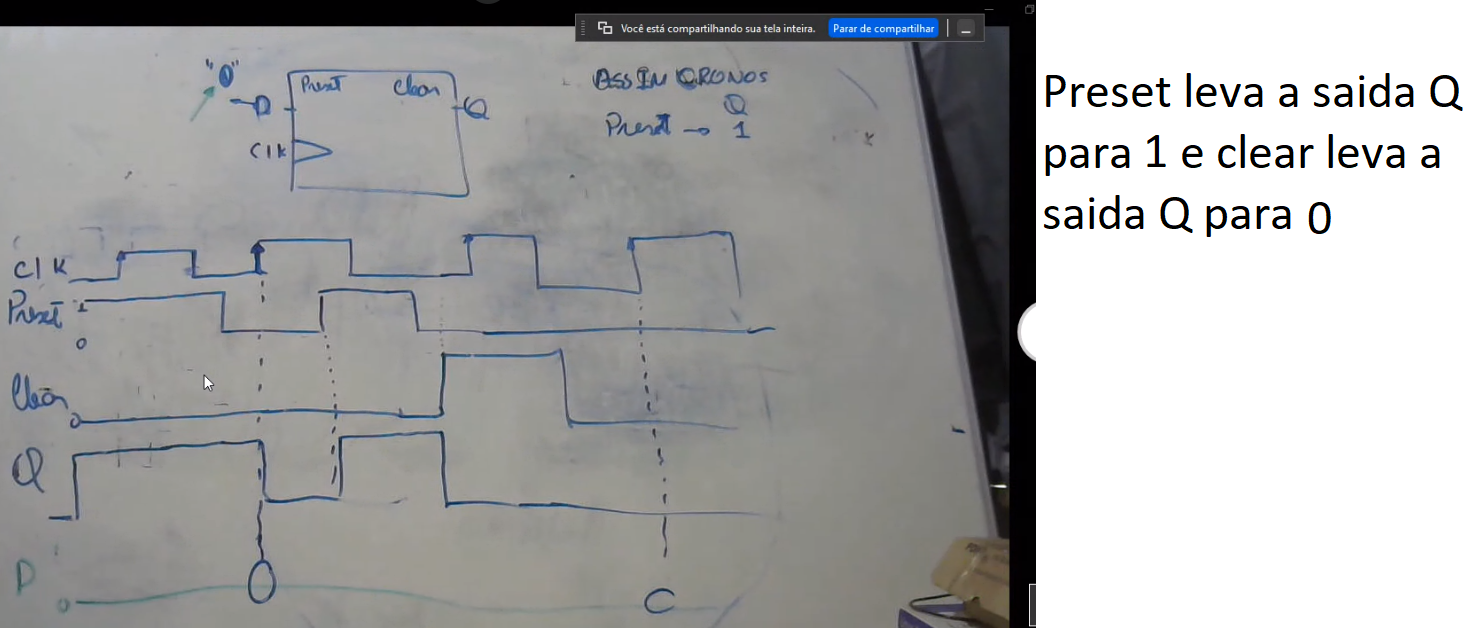 Você está compartilhando sua tela inteira. Parar de compartilhar
"0"
Preset Clear
D Q
Clk
ASSINCRONOS
Q
Preset → 1
Preset leva a saida Q
para 1 e clear leva a
saida Q para 0
Clk
Preset 1
0
Clear
0
Q
D
0
0
C